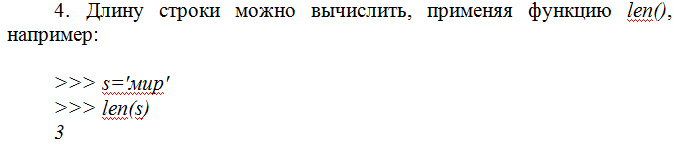 4. Длину строки можно вычислить, применяя функцию len(),
например:
>>> s='мир'
>>> len(s)
3